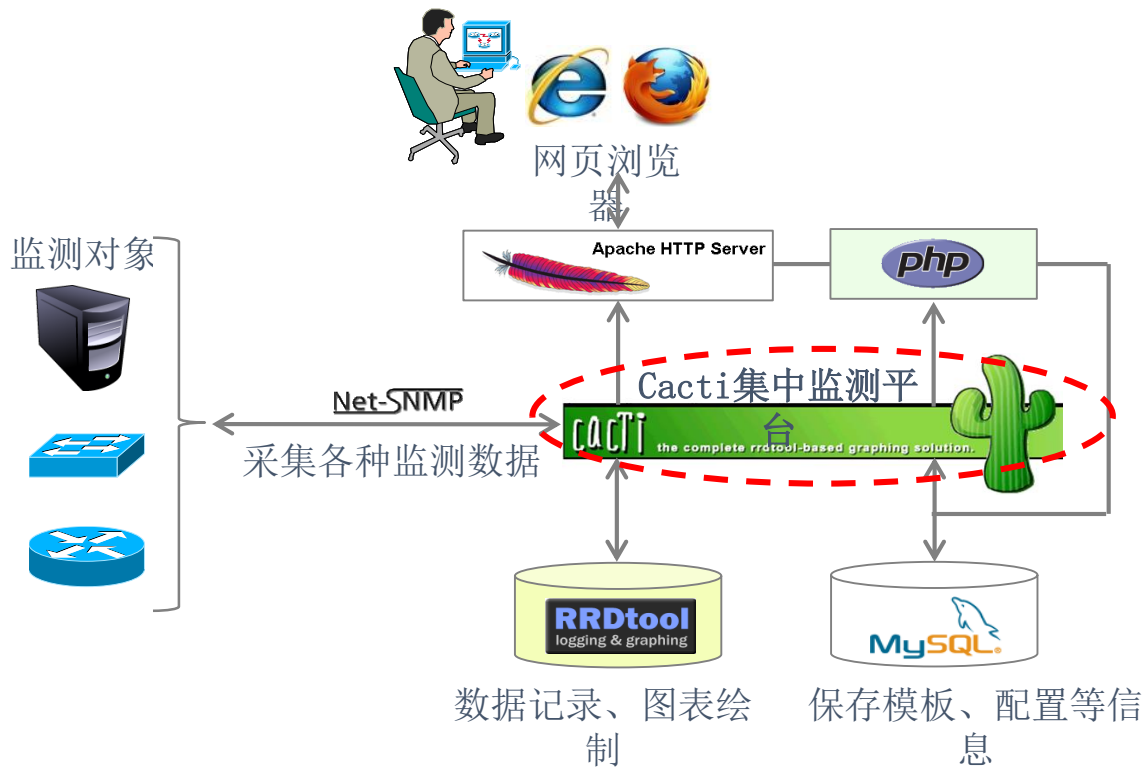 网页浏览
器
监测对象
Apache HTTP Server
php
Net-SNMP
采集各种监测数据
Cacti集中监测平
台
cacti
the complete rrdtool-based graphing solution.
RRDtool
logging & graphing
MySQL®
数据记录、图表绘
制
保存模板、配置等信
息